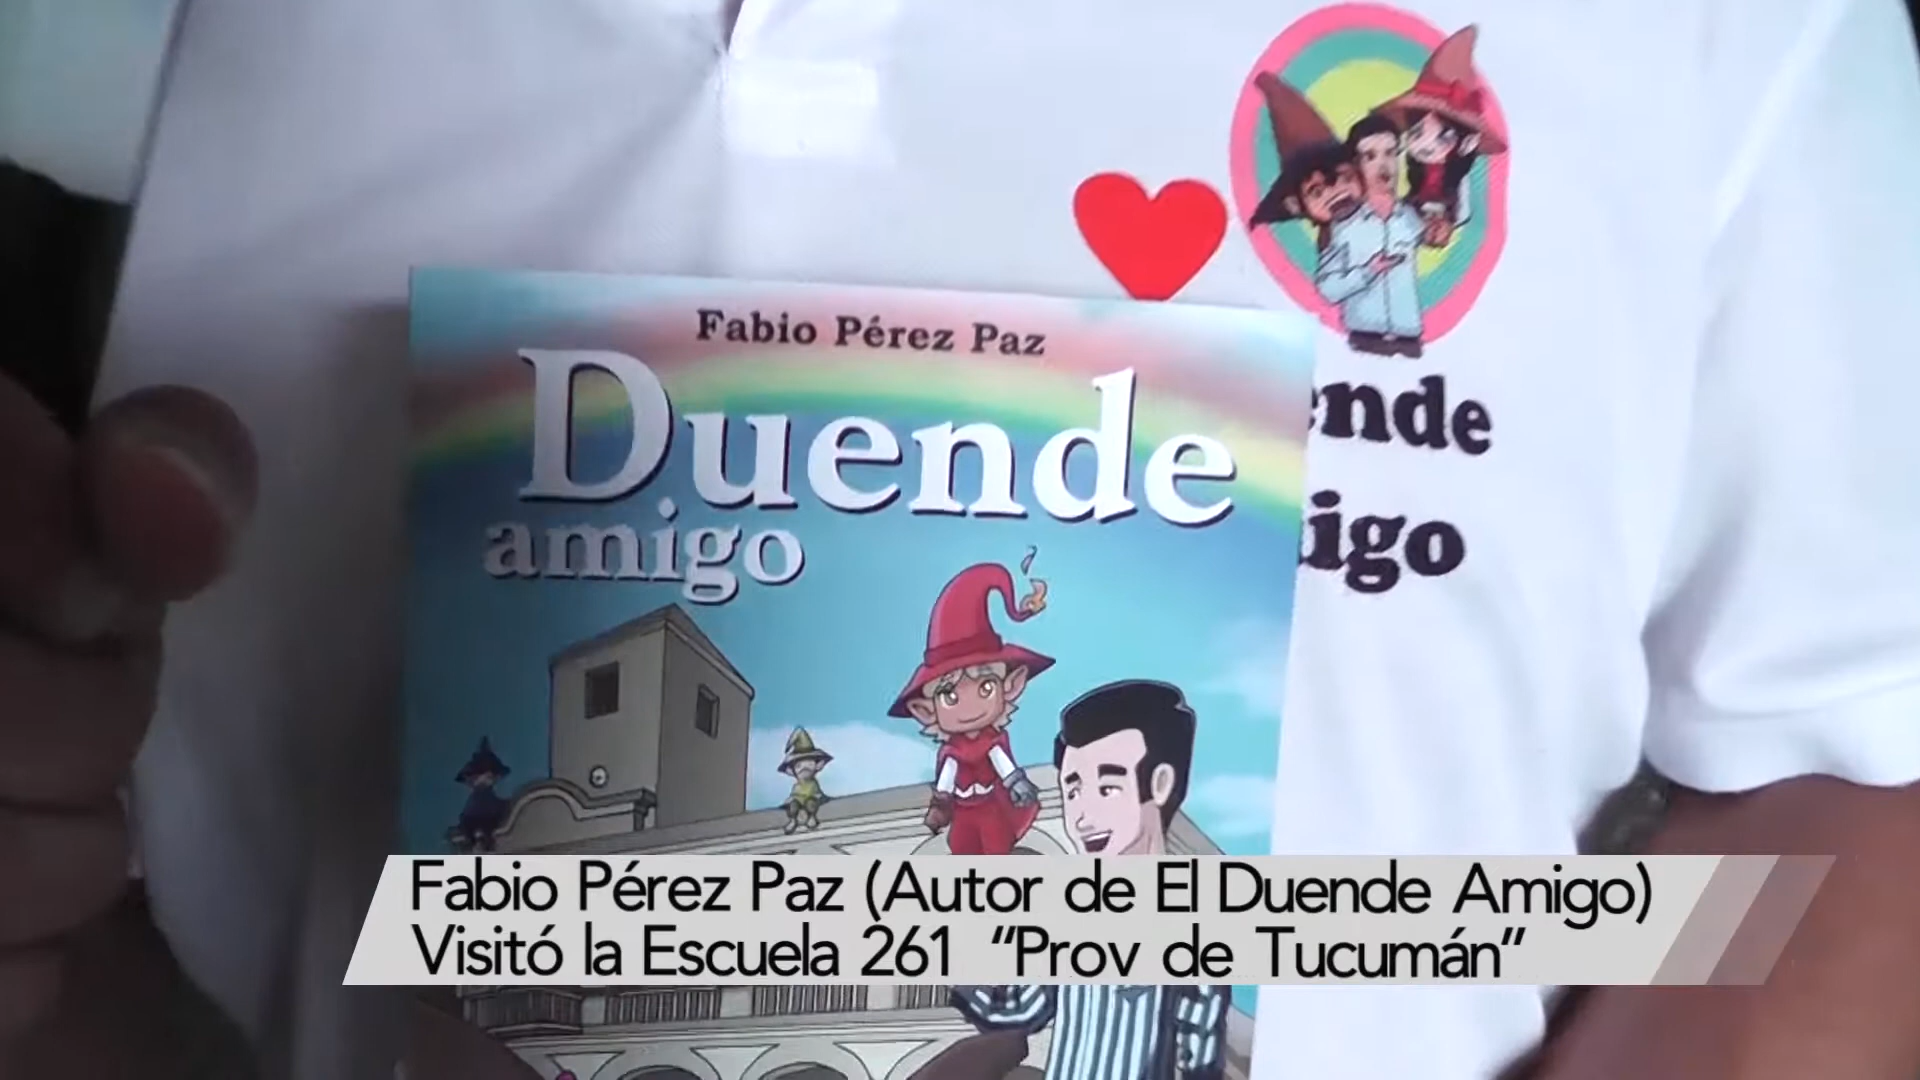 Fabio Pérez Paz
Duende
amigo
ende
igo
Fabio Pérez Paz (Autor de El Duende Amigo)
Visitó la Escuela 261 “Prov de Tucumán”